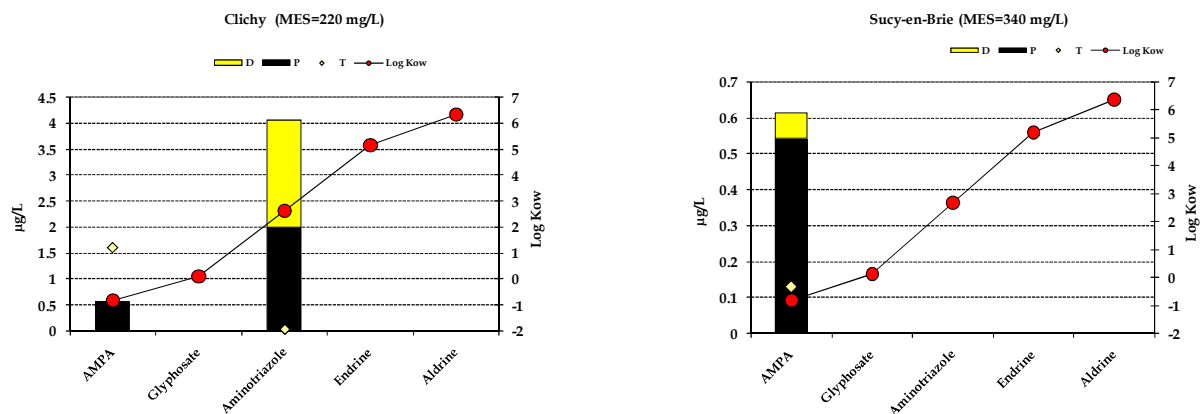 Clichy (MES=220 mg/L)
D P T Log Kow
4.5
4
3.5
3
2.5
2
1.5
1
0.5
0
µg/L
7
6
5
4
3
2
1
0
-1
-2
Log Kow
AMPA
Glyphosate
Aminotriazole
Endrine
Aldrine
Sucy-en-Brie (MES=340 mg/L)
D P T Log Kow
0.7
0.6
0.5
0.4
0.3
0.2
0.1
0
µg/L
7
6
5
4
3
2
1
0
-1
-2
Log Kow
AMPA
Glyphosate
Aminotriazole
Endrine
Aldrine